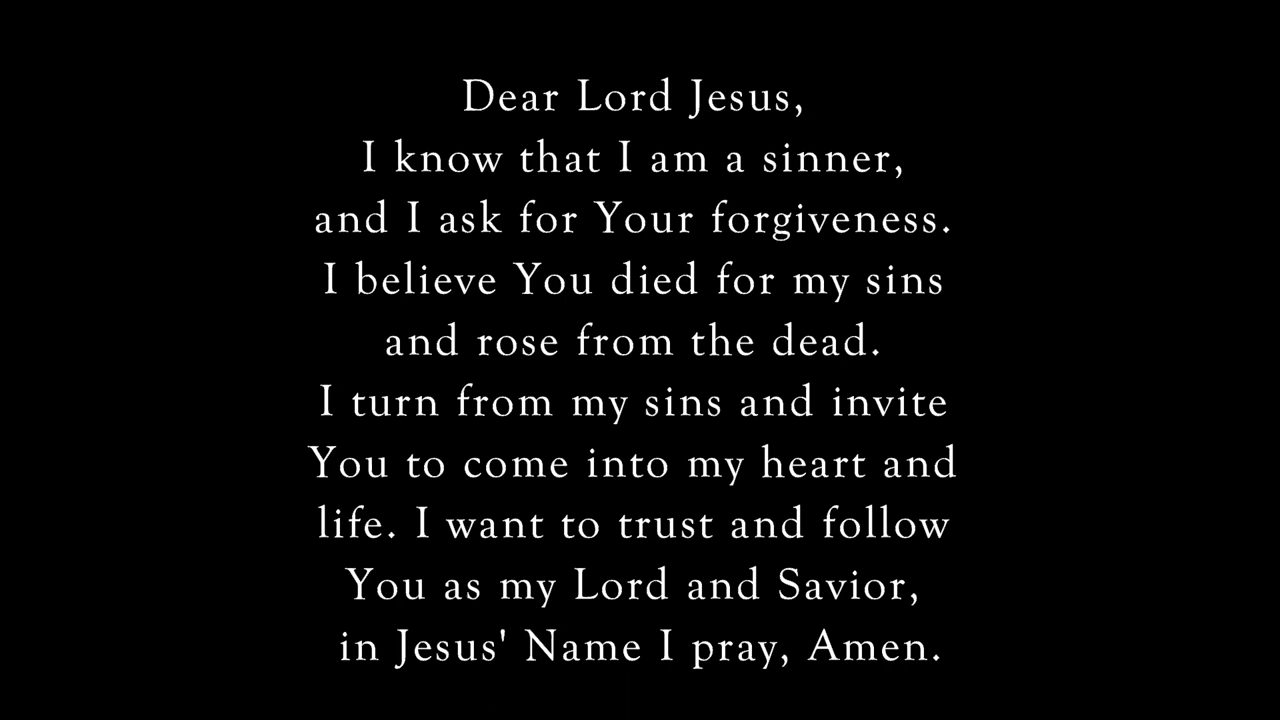 Dear Lord Jesus,
I know that I am a sinner,
and I ask for Your forgiveness.
I believe You died for my sins
and rose from the dead.
I turn from my sins and invite
You to come into my heart and
life. I want to trust and follow
You as my Lord and Savior,
in Jesus' Name I pray, Amen.